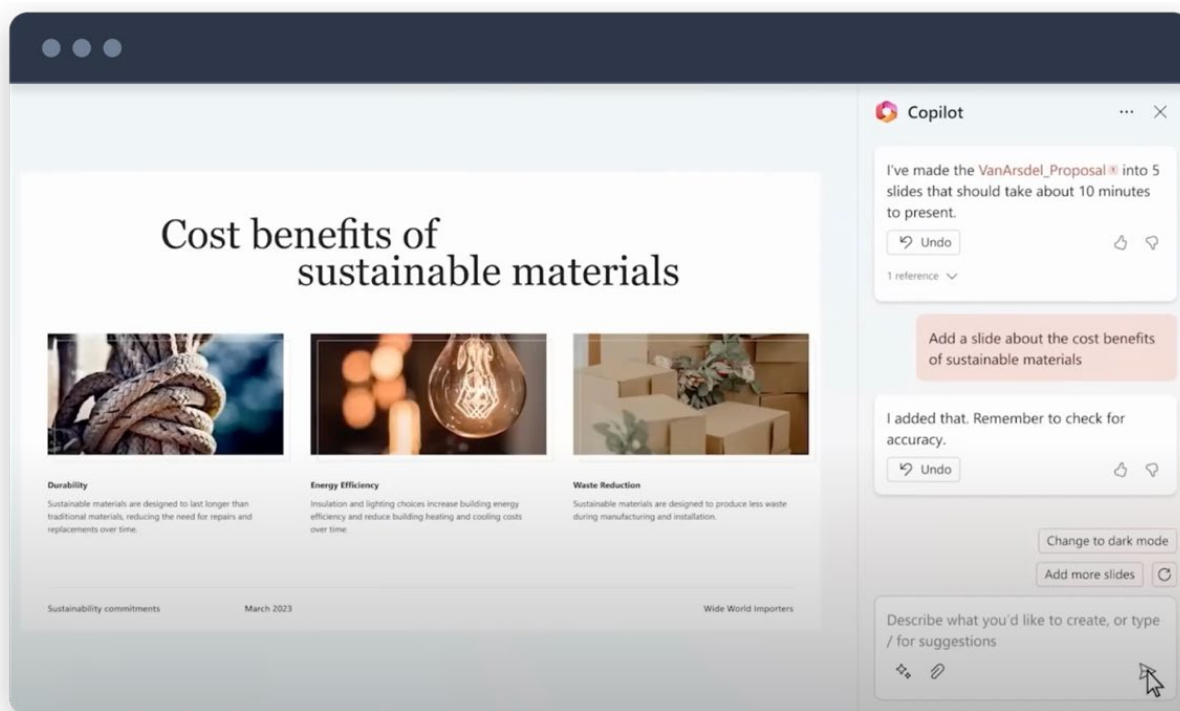 Cost benefits of
sustainable materials
Durability
Sustainable materials are designed to last longer than
traditional materials, reducing the need for repairs and
replacements over time.
Energy Efficiency
Insulation and lighting choices increase building energy
efficiency and reduce building heating and cooling costs
over time.
Waste Reduction
Sustainable materials are designed to produce less waste
during manufacturing and installation.
Sustainability commitments
March 2023
Wide World Importers
Copilot
I've made the VanArsdel_Proposal into 5
slides that should take about 10 minutes
to present.
Undo
1 reference
Add a slide about the cost benefits
of sustainable materials
I added that. Remember to check for
accuracy.
Undo
Change to dark mode
Add more slides
Describe what you'd like to create, or type
/ for suggestions